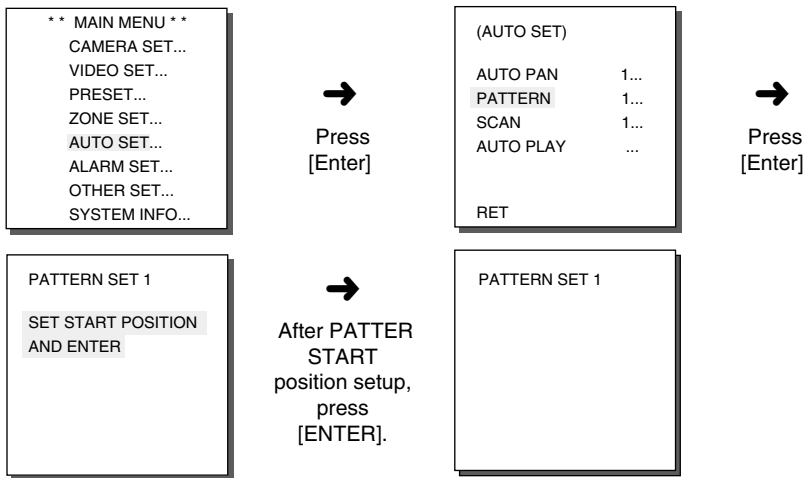 * * MAIN MENU * *
CAMERA SET...
VIDEO SET...
PRESET...
ZONE SET...
AUTO SET...
ALARM SET...
OTHER SET...
SYSTEM INFO...
Press
[Enter]
(AUTO SET)
AUTO PAN 1...
PATTERN 1...
SCAN 1...
AUTO PLAY ...
RET
Press
[Enter]
PATTERN SET 1
SET START POSITION
AND ENTER
After PATTER
START
position setup,
press
[ENTER].
PATTERN SET 1